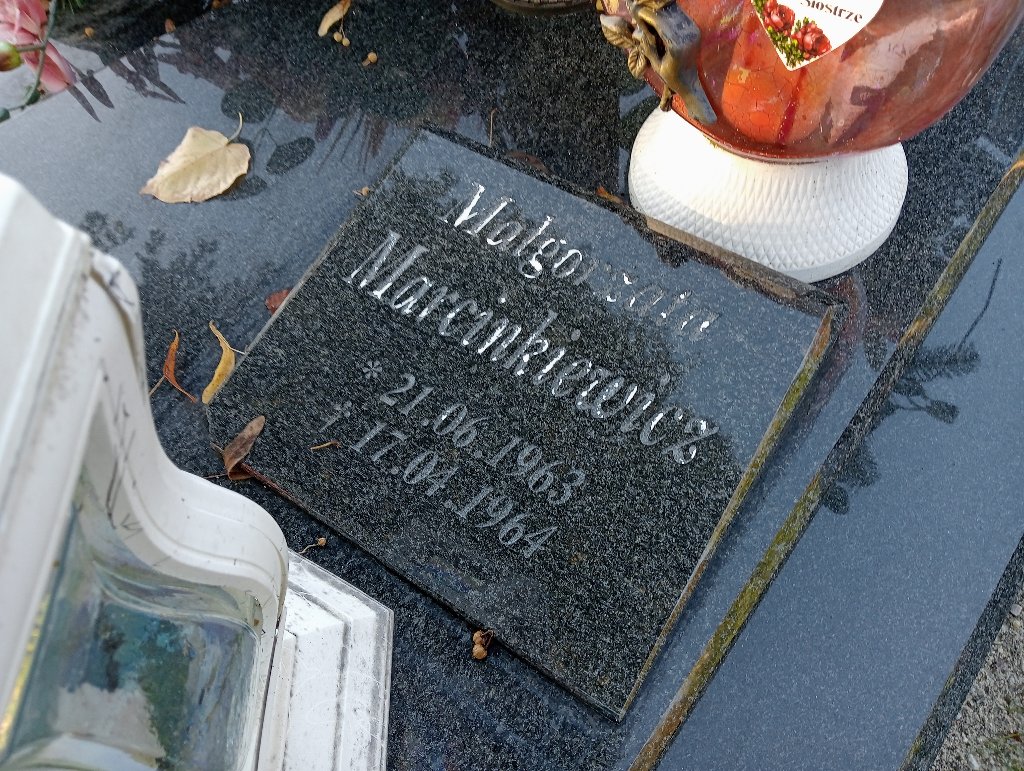 Siostrze
Małgorzata
Marcinkiewicz
* 21.06.1963
† 17.04.1964